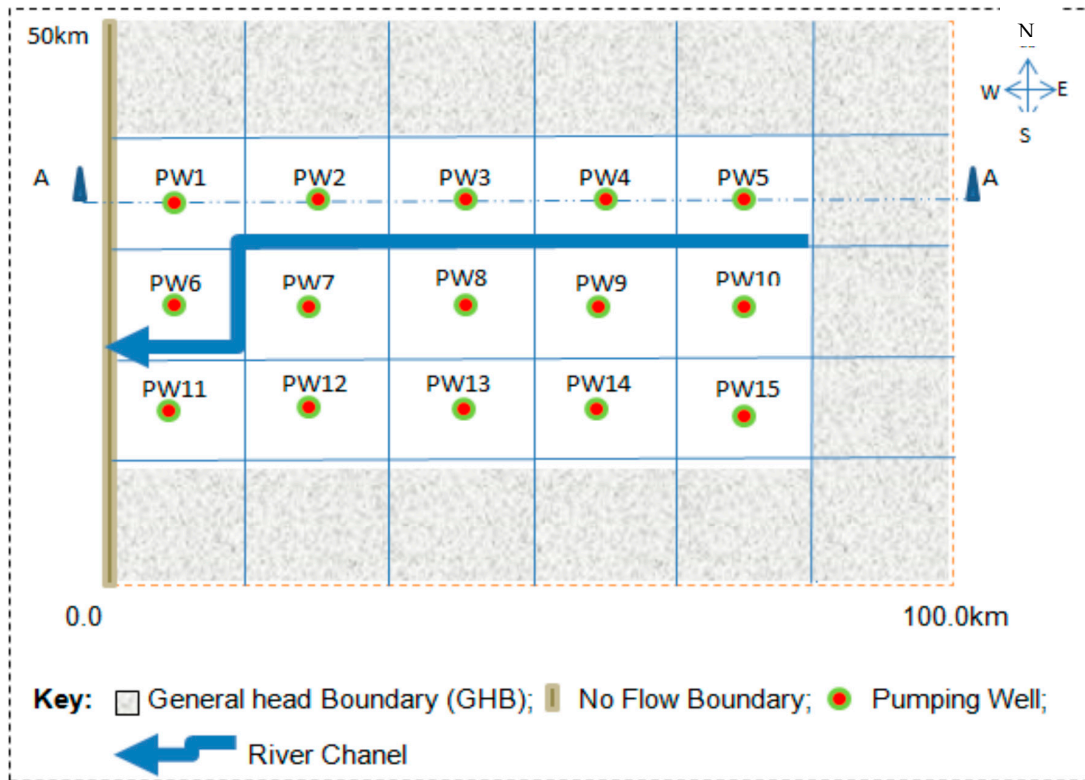 50km
N
W E
S
A PW1 PW2 PW3 PW4 PW5 A
PW6 PW7 PW8 PW9 PW10
PW11 PW12 PW13 PW14 PW15
0.0 100.0km
Key: General head Boundary (GHB); No Flow Boundary; Pumping Well;
River Chanel